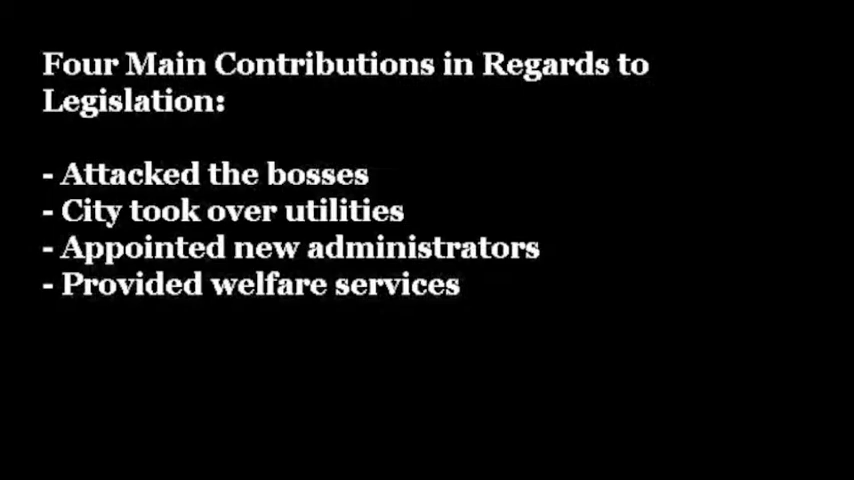 Four Main Contributions in Regards to
Legislation:
- Attacked the bosses
- City took over utilities
- Appointed new administrators
- Provided welfare services